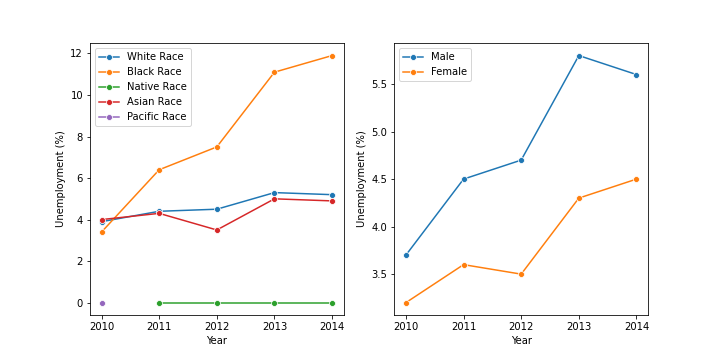 White Race
Black Race
Native Race
Asian Race
Pacific Race
12
10
8
6
4
2
0
Unemployment (%)
2010 2011 2012 2013 2014
Year
Male
Female
5.5
5.0
4.5
4.0
3.5
Unemployment (%)
2010 2011 2012 2013 2014
Year